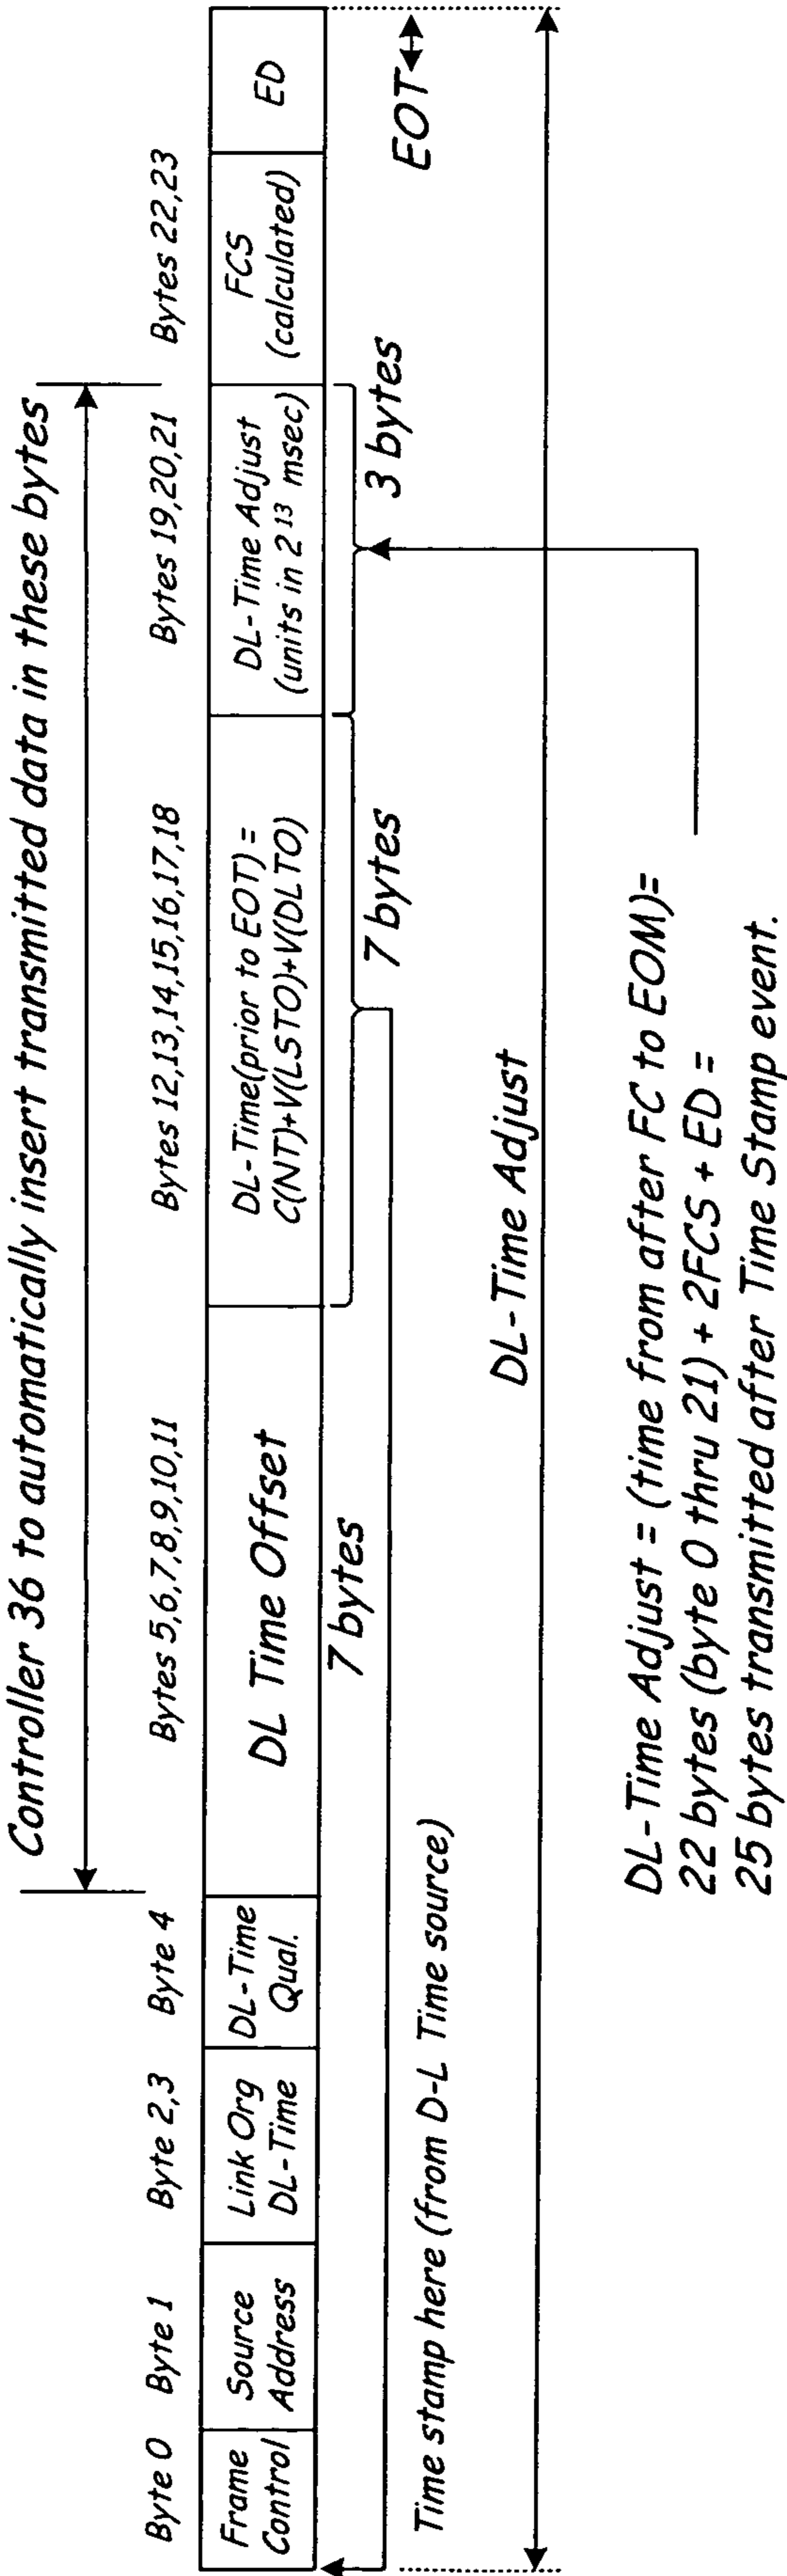 Controller 36 to automatically insert transmitted data in these bytes
Byte 0
Byte 1
Byte 2,3
Byte 4
Bytes 5,6,7,8,9,10,11
Bytes 12,13,14,15,16,17,18
Bytes 19,20,21
Bytes 22,23
Frame
Control
Source
Address
Link Org
DL-Time
DL-Time
Qual.
DL Time Offset
DL-Time(prior to EOT) =
C(NT)+V(LSTO)+V(DLTO)
DL-Time Adjust
(units in 2¹³ msec)
FCS
(calculated)
ED
7 bytes
7 bytes
3 bytes
EOT
Time stamp here (from D-L Time source)
DL-Time Adjust
DL-Time Adjust = (time from after FC to EOM)=
22 bytes (byte 0 thru 21) + 2FCS + ED =
25 bytes transmitted after Time Stamp event.